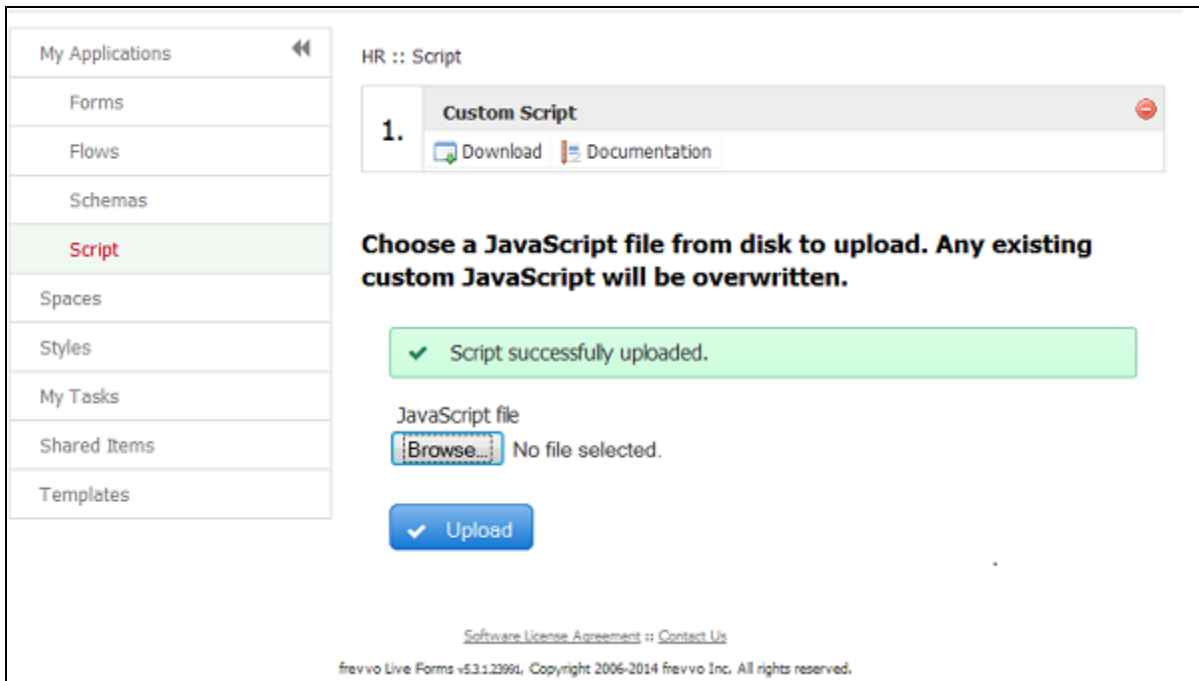 My Applications
Forms
Flows
Schemas
Script
Spaces
Styles
My Tasks
Shared Items
Templates
HR :: Script
1.
Custom Script
Download
Documentation
Choose a JavaScript file from disk to upload. Any existing
custom JavaScript will be overwritten.
Script successfully uploaded.
JavaScript file
Browse... No file selected.
Upload
Software License Agreement :: Contact Us
frevvo Live Forms v5.3.1.23991, Copyright 2006-2014 frevvo Inc. All rights reserved.